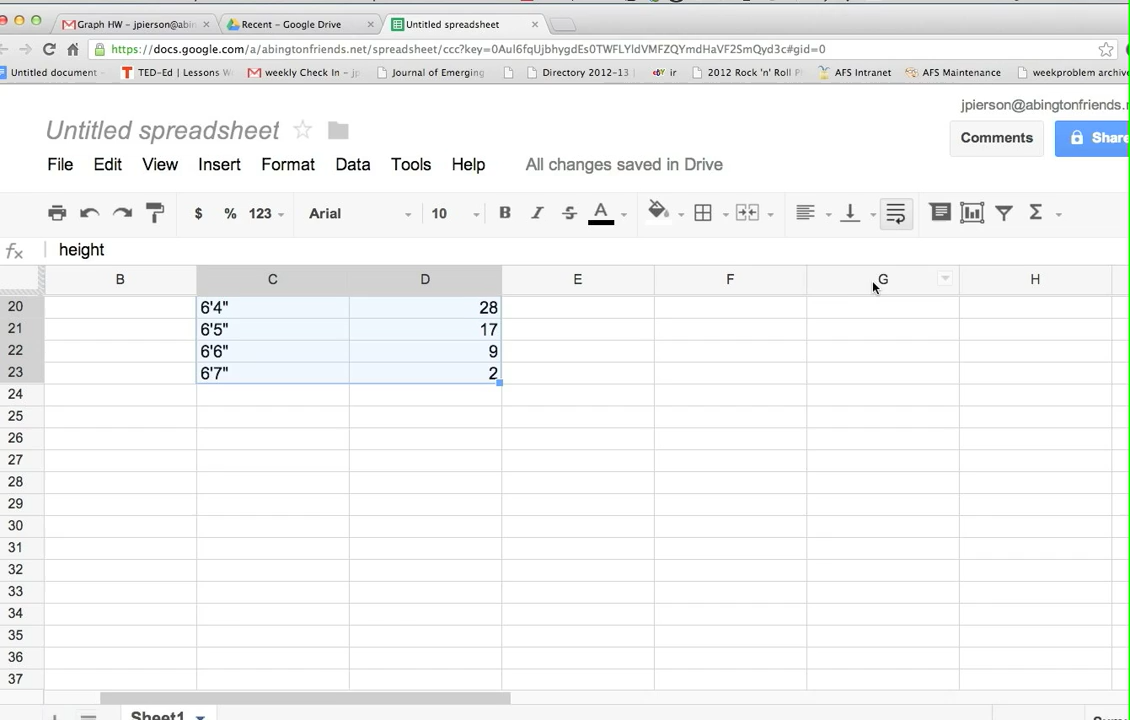 Graph HW - jpierson@abin
Recent - Google Drive
Untitled spreadsheet
https://docs.google.com/a/abingtonfriends.net/spreadsheet/ccc?key=0Aul6fqUjbhygdEs0TWFLYldVMFZQYmdHaVF2SmQyd3c#gid=0
Untitled document
TED-Ed | Lessons W
weekly Check In - jp
Journal of Emerging
Directory 2012-13
ir
2012 Rock 'n' Roll P
AFS Intranet
AFS Maintenance
weekproblem archive
jpierson@abingtonfriends.
Untitled spreadsheet
Comments
Share
File Edit View Insert Format Data Tools Help All changes saved in Drive
$ % 123 Arial 10 B I S A Σ
fx height
B C D E F G H
20 6'4" 28
21 6'5" 17
22 6'6" 9
23 6'7" 2
24
25
26
27
28
29
30
31
32
33
34
35
36
37
Sheet1